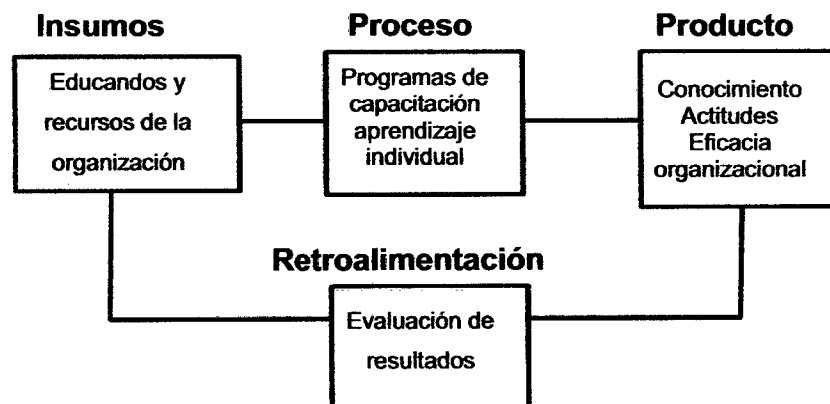 Insumos
Educandos y
recursos de la
organización
Proceso
Programas de
capacitación
aprendizaje
individual
Producto
Conocimiento
Actitudes
Eficacia
organizacional
Retroalimentación
Evaluación de
resultados